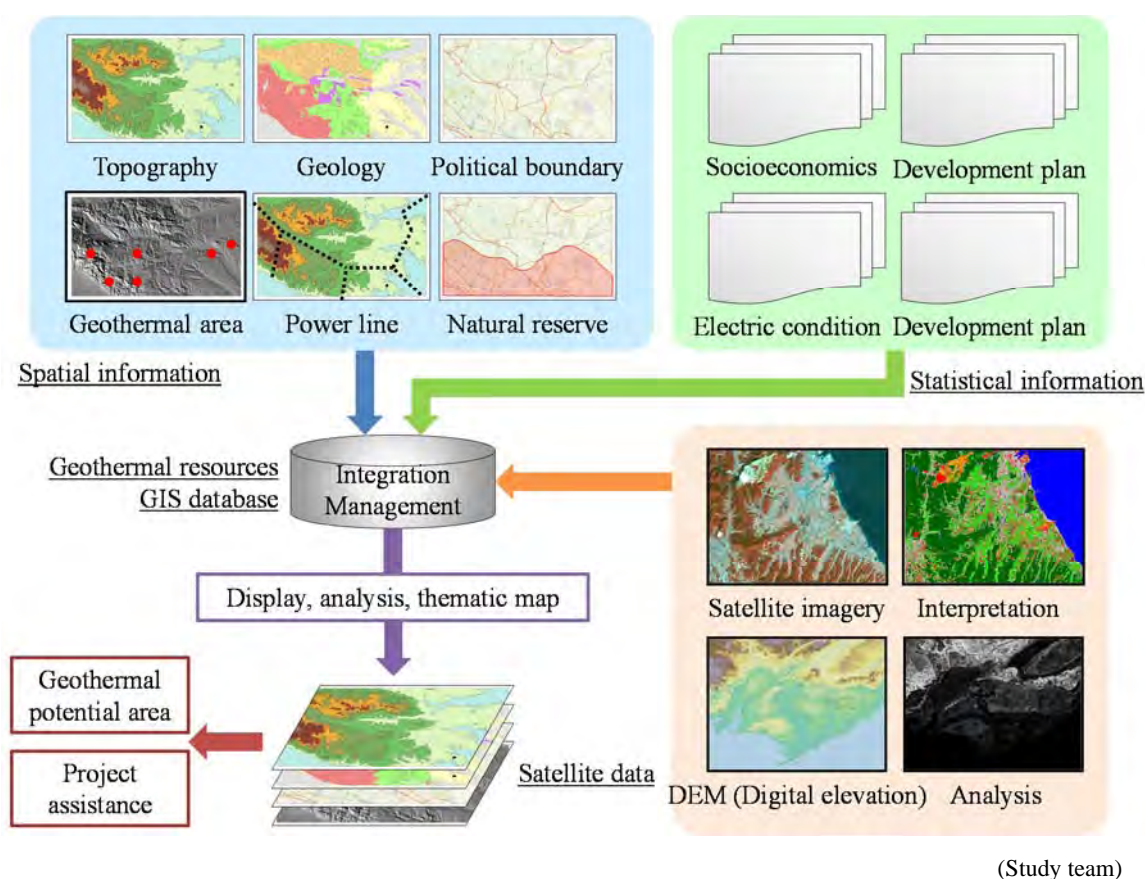 Topography
Geology
Political boundary
Geothermal area
Power line
Natural reserve
Socioeconomics
Development plan
Electric condition
Development plan
Spatial information
Statistical information
Geothermal resources
GIS database
Integration
Management
Display, analysis, thematic map
Satellite imagery
Interpretation
DEM (Digital elevation)
Analysis
Satellite data
Geothermal
potential area
Project
assistance
(Study team)